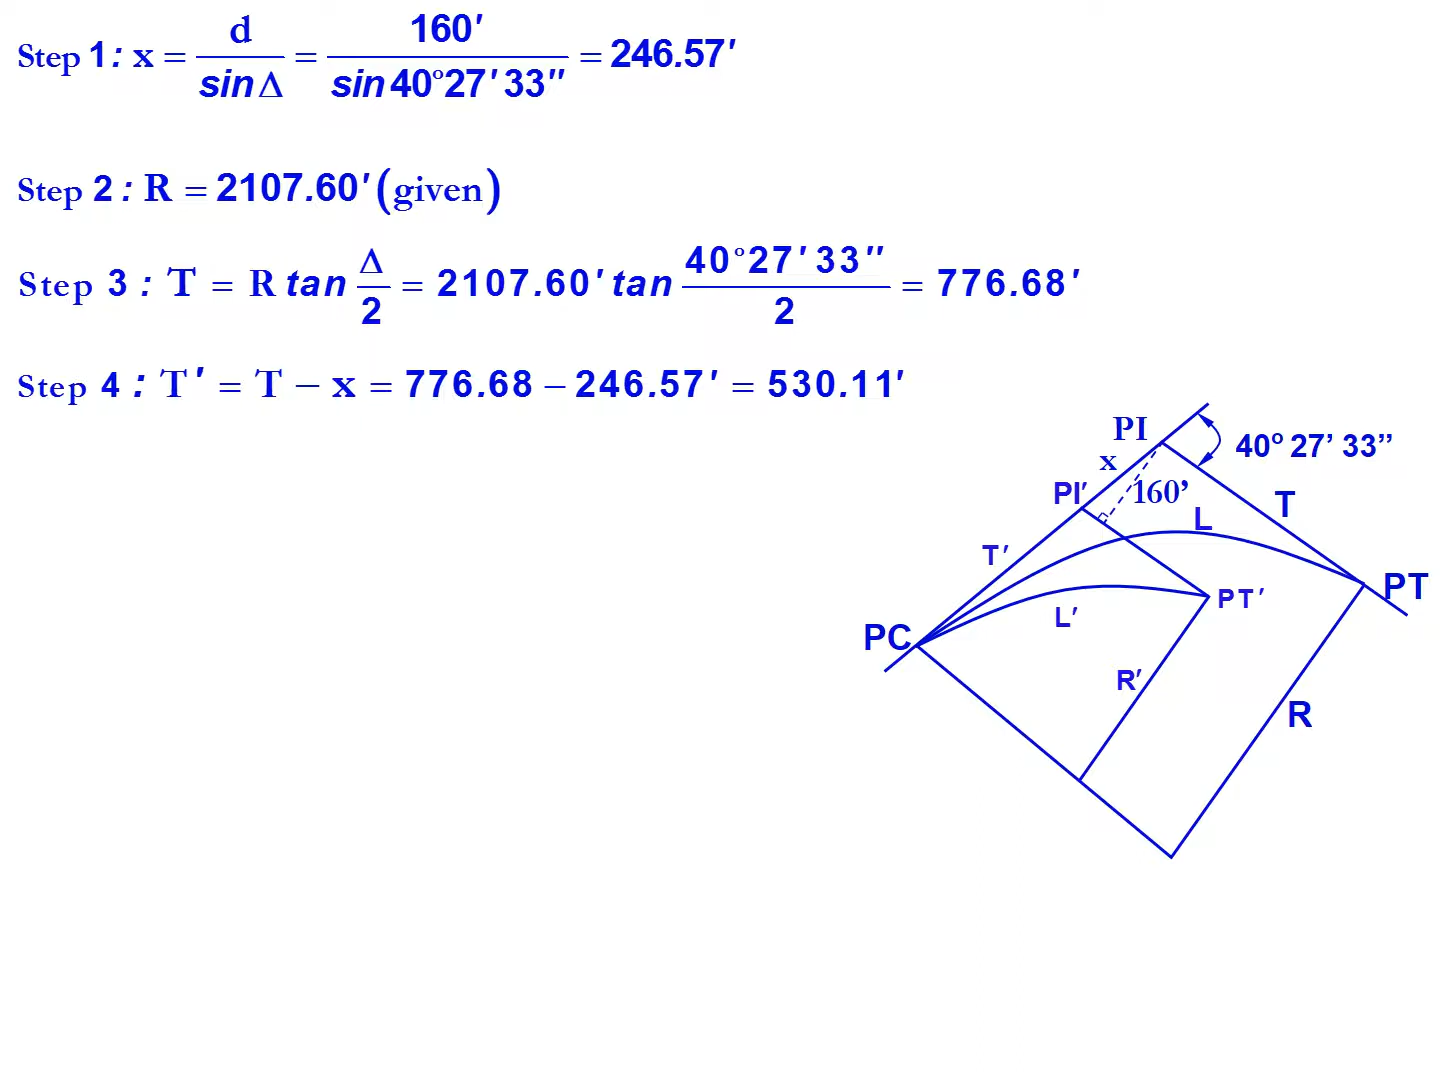 Step 1: x = d / sin Δ = 160′ / sin 40°27′33″ = 246.57′
Step 2: R = 2107.60′ (given)
Step 3: T = R tan Δ / 2 = 2107.60′ tan 40°27′33″ / 2 = 776.68′
Step 4: T′ = T − x = 776.68 − 246.57′ = 530.11′
PI
40° 27’ 33’’
x
PI′
160’
T
L
T′
PT
PT′
L′
PC
R′
R